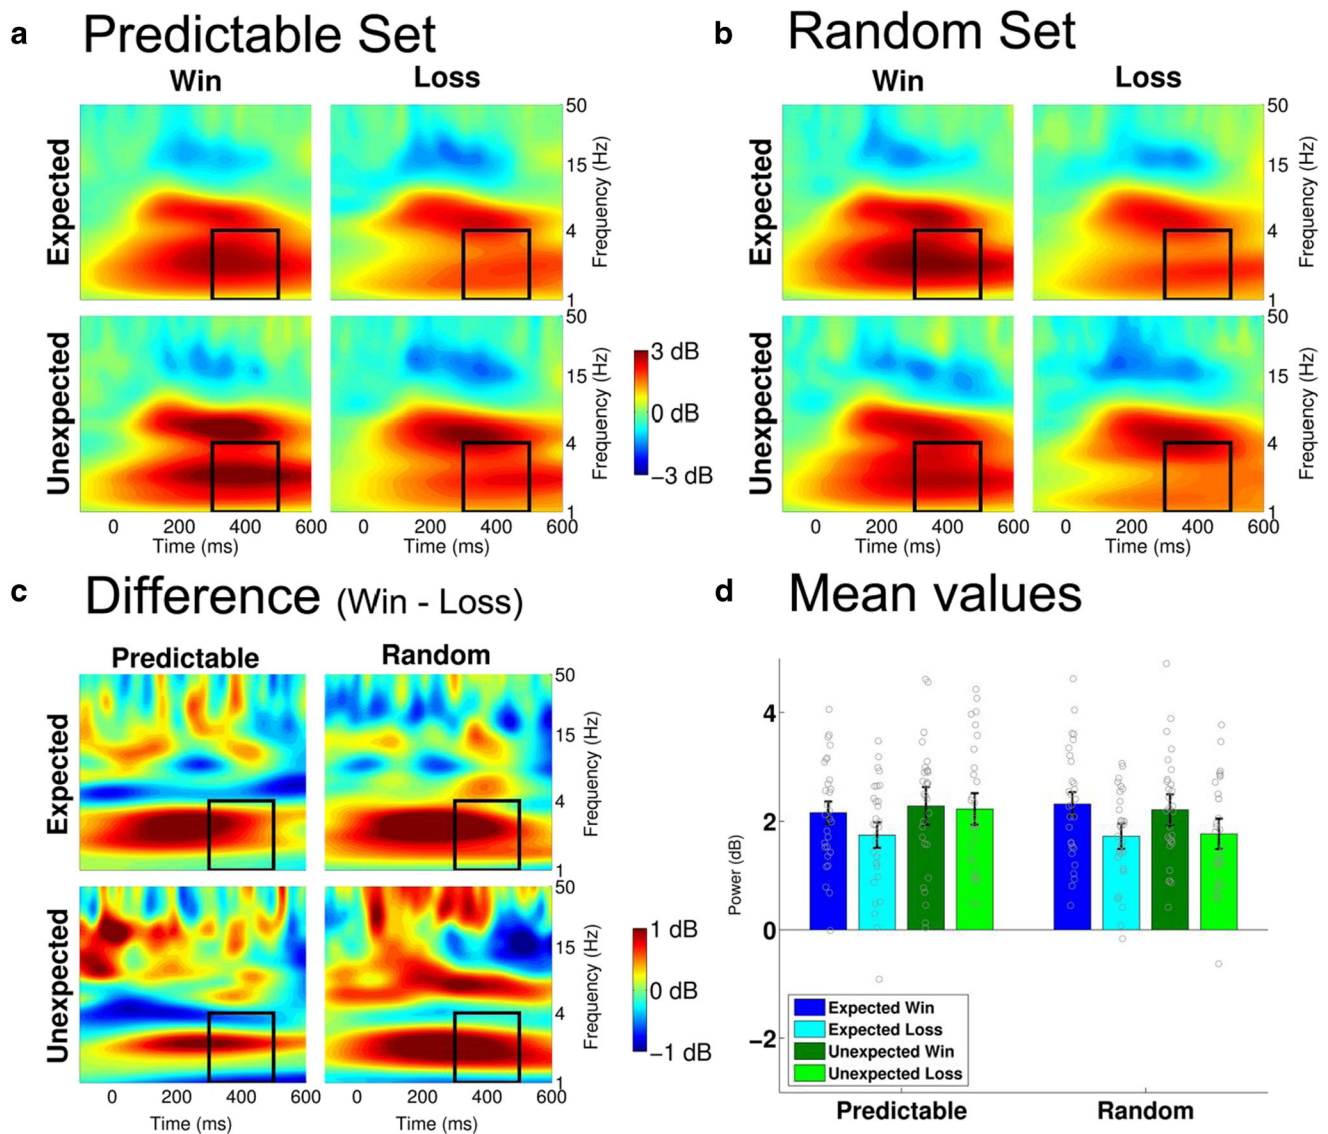 a Predictable Set
Win Loss
Expected
50
15
4
1
Frequency (Hz)
Unexpected
50
15
4
1
Frequency (Hz)
0 200 400 600 0 200 400 600
Time (ms) Time (ms)
3 dB
0 dB
−3 dB
b Random Set
Win Loss
Expected
50
15
4
1
Frequency (Hz)
Unexpected
50
15
4
1
Frequency (Hz)
0 200 400 600 0 200 400 600
Time (ms) Time (ms)
c Difference (Win - Loss)
Predictable Random
Expected
50
15
4
1
Frequency (Hz)
Unexpected
50
15
4
1
Frequency (Hz)
0 200 400 600 0 200 400 600
Time (ms) Time (ms)
1 dB
0 dB
−1 dB
d Mean values
4
2
0
−2
Power (dB)
Expected Win
Expected Loss
Unexpected Win
Unexpected Loss
Predictable Random